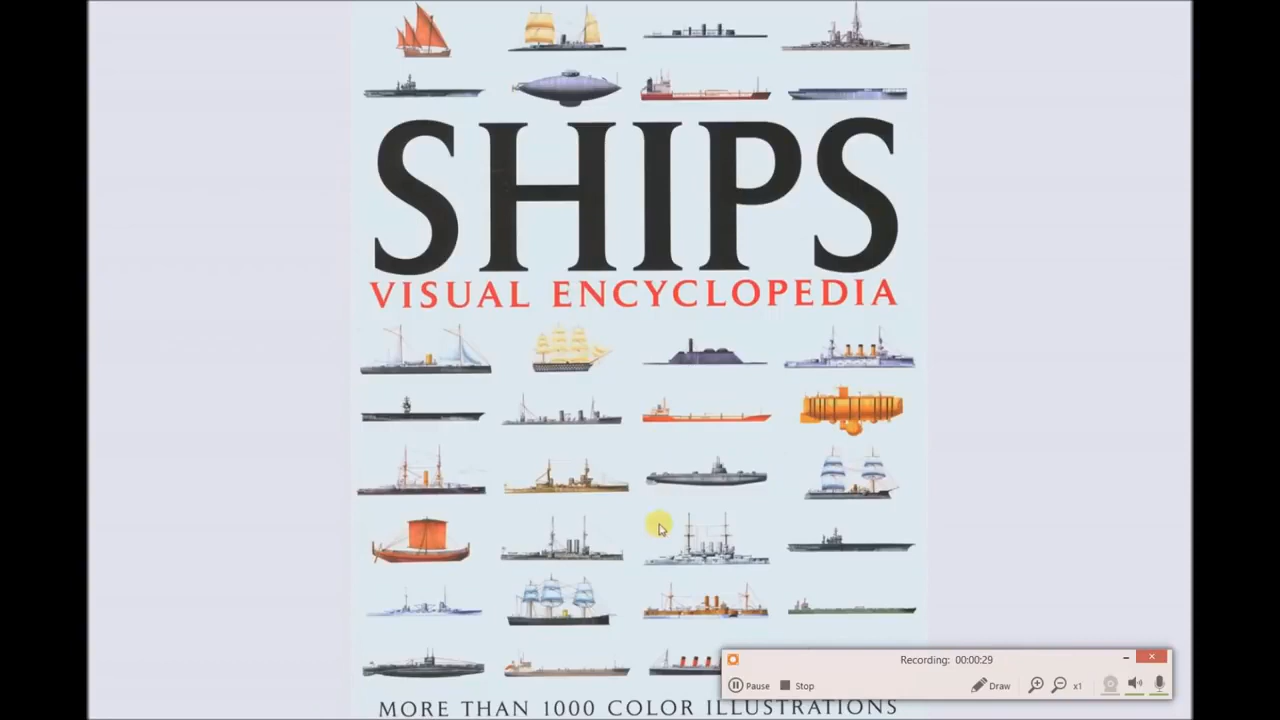 SHIPS
VISUAL ENCYCLOPEDIA
Recording: 00:00:29
Pause
Stop
Draw
x1
MORE THAN 1000 COLOR ILLUSTRATIONS